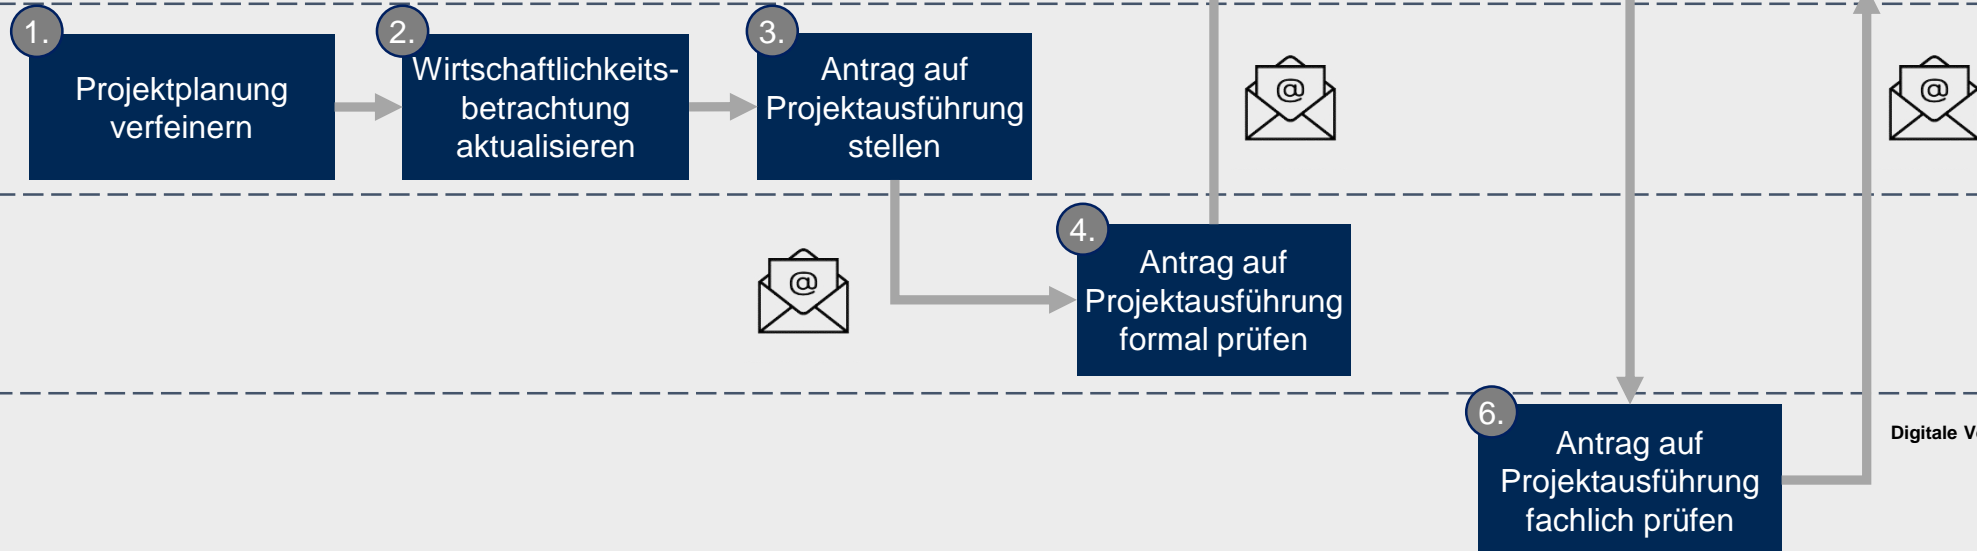 1.
Projektplanung
verfeinern
2.
Wirtschaftlichkeits-
betrachtung
aktualisieren
3.
Antrag auf
Projektausführung
stellen
@
@
@
4.
Antrag auf
Projektausführung
formal prüfen
6.
Antrag auf
Projektausführung
fachlich prüfen
Digitale